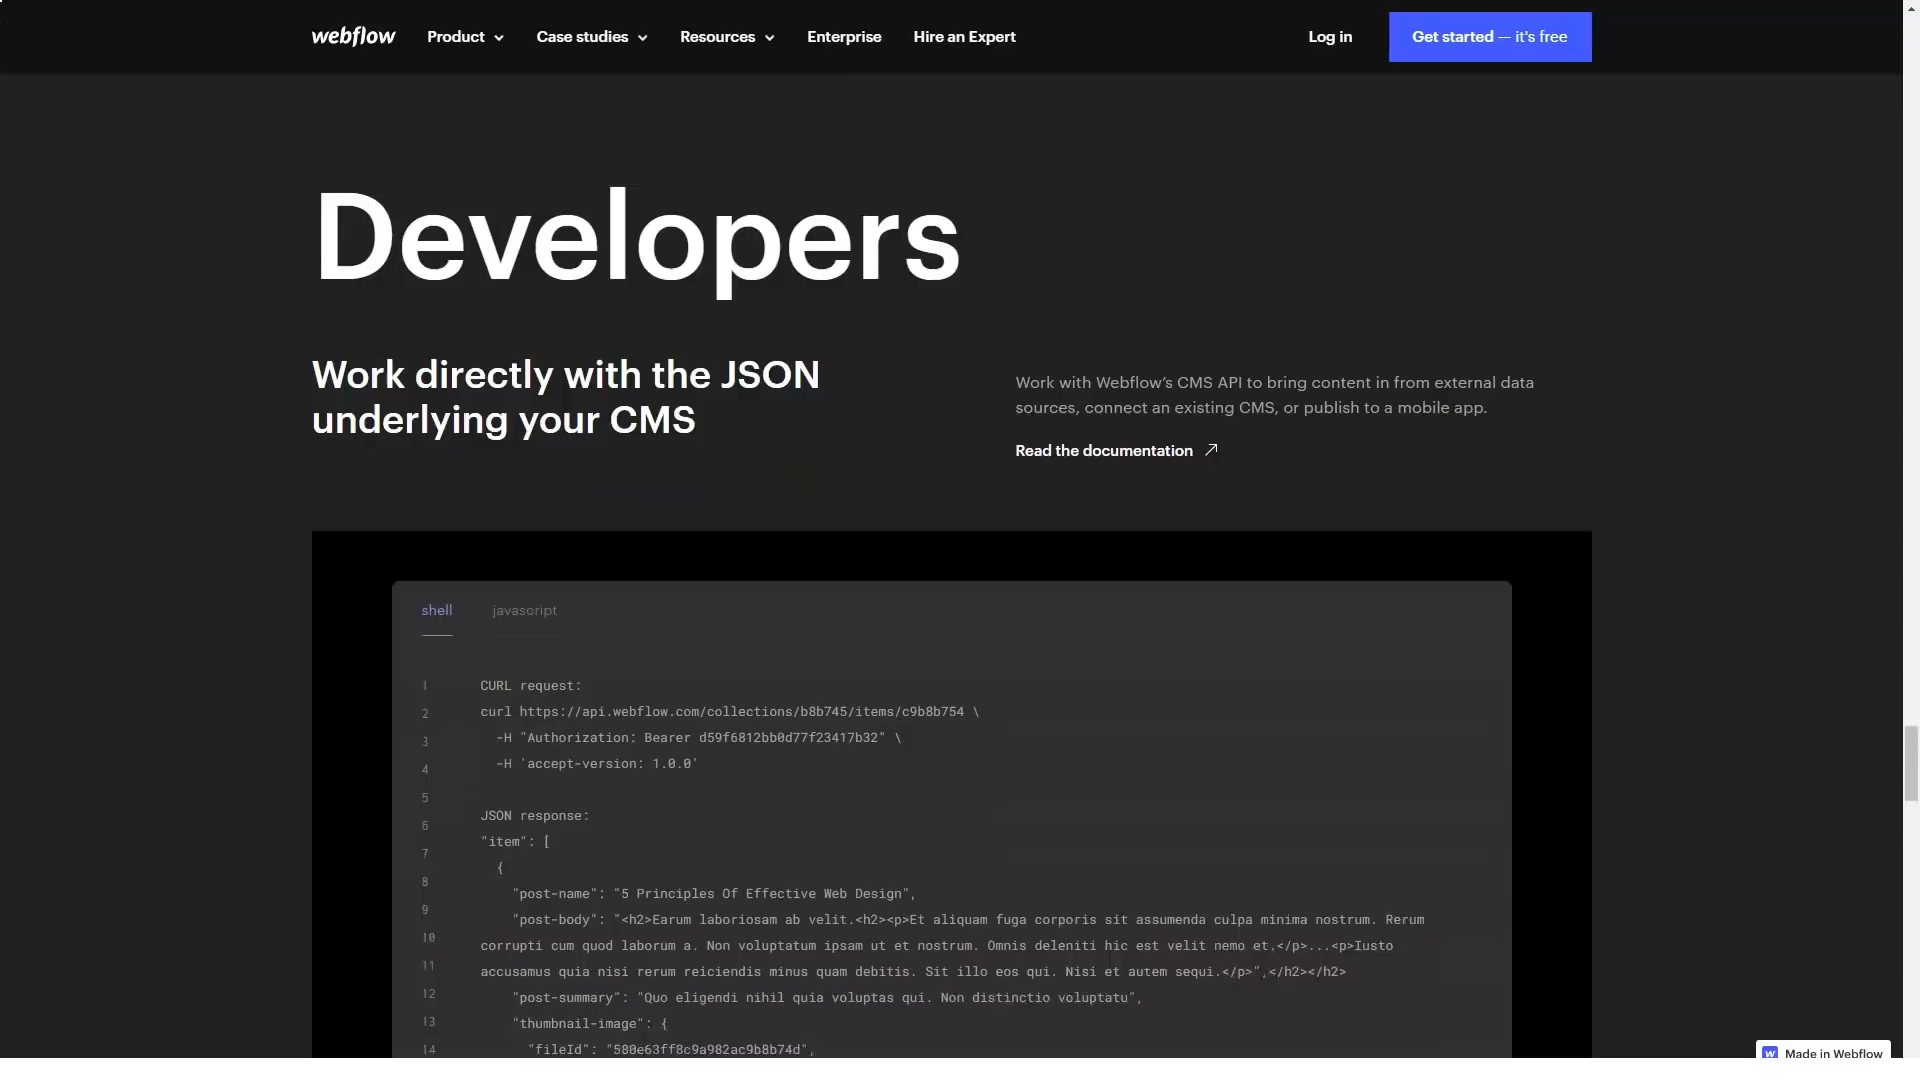 webflow Product Case studies Resources Enterprise Hire an Expert Log in Get started — it's free
Developers
Work directly with the JSON
underlying your CMS
Work with Webflow's CMS API to bring content in from external data
sources, connect an existing CMS, or publish to a mobile app.
Read the documentation
shell javascript
1 CURL request:
2 curl https://api.webflow.com/collections/b8b745/items/c9b8b754 \
3 -H "Authorization: Bearer d59f6812bb0d77f23417b32" \
4 -H 'accept-version: 1.0.0'
5
6 JSON response:
7 "item": [
8 {
9 "post-name": "5 Principles Of Effective Web Design",
10 "post-body": "<h2>Earum laboriosam ab velit.<h2><p>Et aliquam fuga corporis sit assumenda culpa minima nostrum. Rerum
11 corrupti cum quod laborum a. Non voluptatum ipsam ut et nostrum. Omnis deleniti hic est velit nemo et.</p>...<p>Iusto
12 accusamus quia nisi rerum reiciendis minus quam debitis. Sit illo eos qui. Nisi et autem sequi.</p>",</h2></h2>
13 "post-summary": "Quo eligendi nihil quia voluptas qui. Non distinctio voluptatu",
14 "thumbnail-image": {
"fileId": "580e63ff8c9a982ac9b8b74d",
Made in Webflow